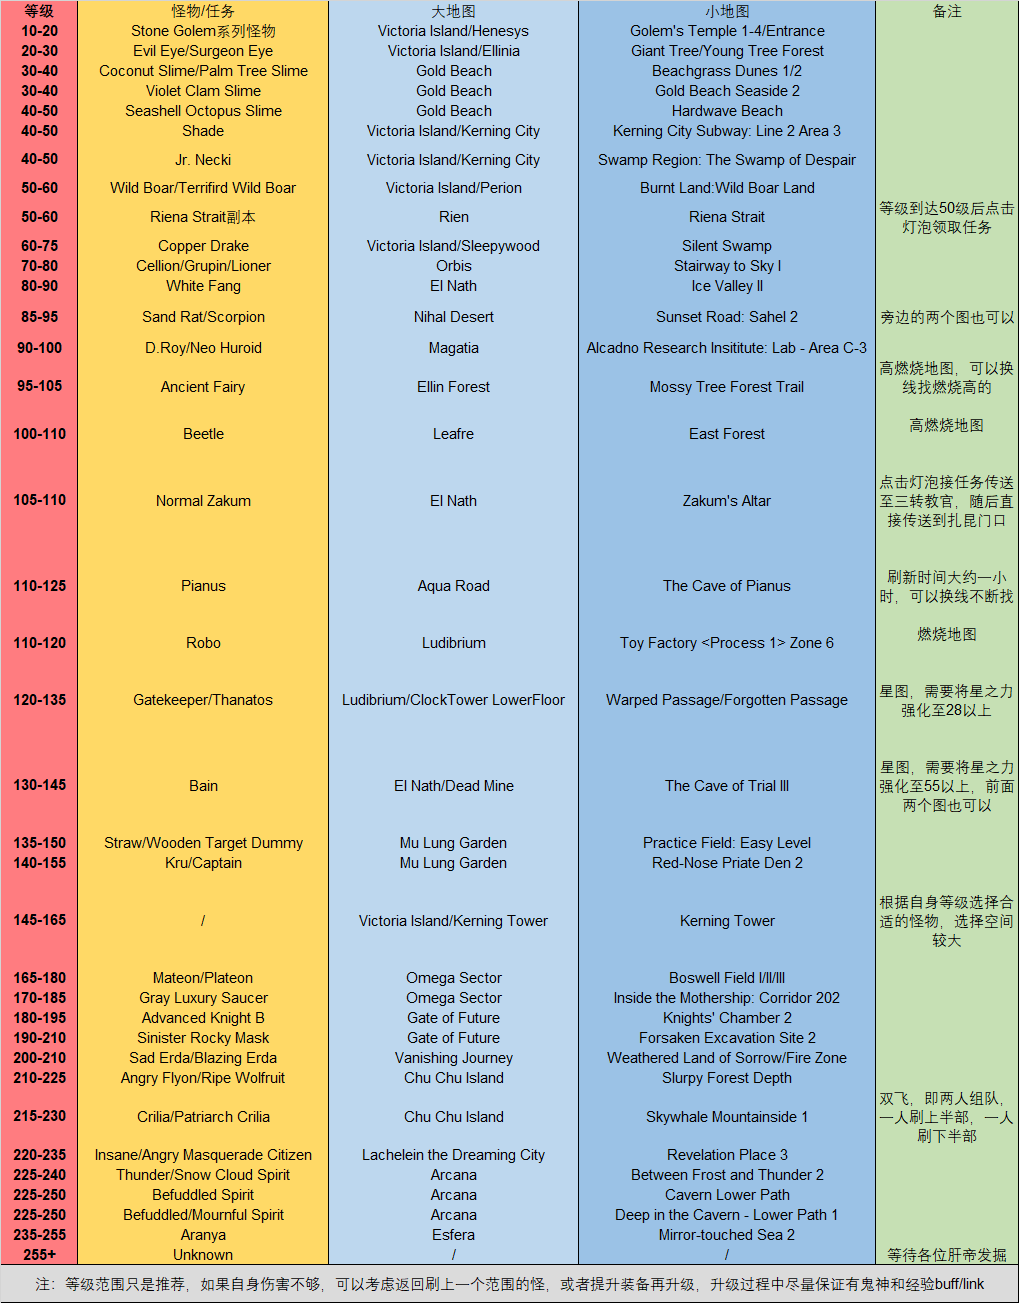 等级 怪物/任务 大地图 小地图 备注
10-20 Stone Golem系列怪物 Victoria Island/Henesys Golem's Temple 1-4/Entrance
20-30 Evil Eye/Surgeon Eye Victoria Island/Ellinia Giant Tree/Young Tree Forest
30-40 Coconut Slime/Palm Tree Slime Gold Beach Beachgrass Dunes 1/2
30-40 Violet Clam Slime Gold Beach Gold Beach Seaside 2
40-50 Seashell Octopus Slime Gold Beach Hardwave Beach
40-50 Shade Victoria Island/Kerning City Kerning City Subway: Line 2 Area 3
40-50 Jr. Necki Victoria Island/Kerning City Swamp Region: The Swamp of Despair
50-60 Wild Boar/Terrifird Wild Boar Victoria Island/Perion Burnt Land:Wild Boar Land
50-60 Riena Strait副本 Rien Riena Strait 等级到达50级后点击
灯泡领取任务
60-75 Copper Drake Victoria Island/Sleepywood Silent Swamp
70-80 Cellion/Grupin/Lioner Orbis Stairway to Sky I
80-90 White Fang El Nath Ice Valley II
85-95 Sand Rat/Scorpion Nihal Desert Sunset Road: Sahel 2 旁边的两个图也可以
90-100 D.Roy/Neo Huroid Magatia Alcadno Research Insititute: Lab - Area C-3
95-105 Ancient Fairy Ellin Forest Mossy Tree Forest Trail 高燃烧地图，可以换
线找燃烧高的
100-110 Beetle Leafre East Forest 高燃烧地图
105-110 Normal Zakum El Nath Zakum's Altar 点击灯泡接任务传送
至三转教官，随后直
接传送到扎昆门口
110-125 Pianus Aqua Road The Cave of Pianus 刷新时间大约一小
时，可以换线不断找
110-120 Robo Ludibrium Toy Factory <Process 1> Zone 6 燃烧地图
120-135 Gatekeeper/Thanatos Ludibrium/ClockTower LowerFloor Warped Passage/Forgotten Passage 星图，需要将星之力
强化至28以上
130-145 Bain El Nath/Dead Mine The Cave of Trial III 星图，需要将星之力
强化至55以上，前面
两个图也可以
135-150 Straw/Wooden Target Dummy Mu Lung Garden Practice Field: Easy Level
140-155 Kru/Captain Mu Lung Garden Red-Nose Priate Den 2
145-165 / Victoria Island/Kerning Tower Kerning Tower 根据自身等级选择合
适的怪物，选择空间
较大
165-180 Mateon/Plateon Omega Sector Boswell Field I/II/III
170-185 Gray Luxury Saucer Omega Sector Inside the Mothership: Corridor 202
180-195 Advanced Knight B Gate of Future Knights' Chamber 2
190-210 Sinister Rocky Mask Gate of Future Forsaken Excavation Site 2
200-210 Sad Erda/Blazing Erda Vanishing Journey Weathered Land of Sorrow/Fire Zone
210-225 Angry Flyon/Ripe Wolfruit Chu Chu Island Slurpy Forest Depth
215-230 Crilia/Patriarch Crilia Chu Chu Island Skywhale Mountainside 1 双飞，即两人组队，
一人刷上半部，一人
刷下半部
220-235 Insane/Angry Masquerade Citizen Lachelein the Dreaming City Revelation Place 3
225-240 Thunder/Snow Cloud Spirit Arcana Between Frost and Thunder 2
225-250 Befuddled Spirit Arcana Cavern Lower Path
225-250 Befuddled/Mournful Spirit Arcana Deep in the Cavern - Lower Path 1
235-255 Aranya Esfera Mirror-touched Sea 2
255+ Unknown / / 等待各位肝帝发掘
注：等级范围只是推荐，如果自身伤害不够，可以考虑返回刷上一个范围的怪，或者提升装备再升级，升级过程中尽量保证有鬼神和经验buff/link